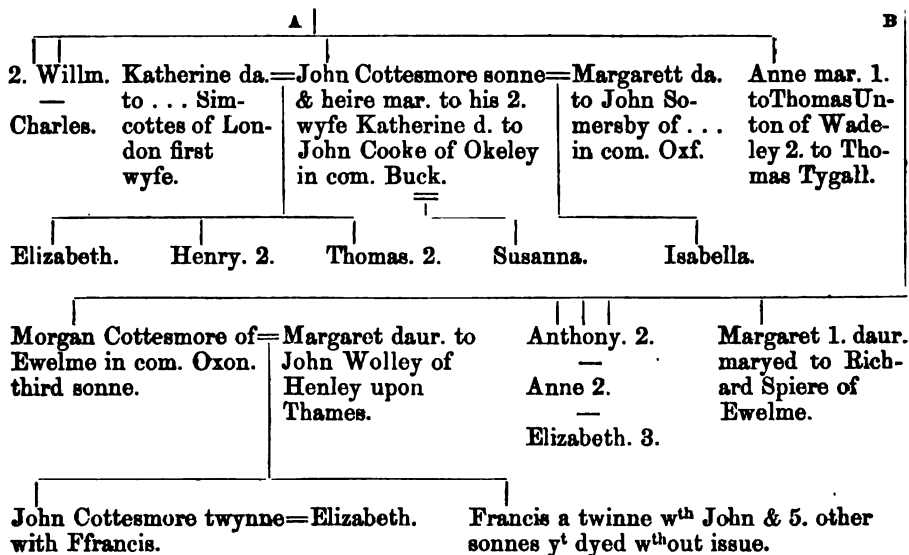 A B
2. Willm.
—
Charles.
Katherine da.
to . . . Sim-
cottes of Lon-
don first
wyfe.
=John Cottesmore sonne=
& heire mar. to his 2.
wyfe Katherine d. to
John Cooke of Okeley
in com. Buck.
=
Margarett da.
to John So-
mersby of . . .
in com. Oxf.
Anne mar. 1.
toThomasUn-
ton of Wade-
ley 2. to Tho-
mas Tygall.
Elizabeth. Henry. 2. Thomas. 2. Susanna. Isabella.
Morgan Cottesmore of=
Ewelme in com. Oxon.
third sonne.
Margaret daur. to
John Wolley of
Henley upon
Thames.
Anthony. 2.
—
Anne 2.
—
Elizabeth. 3.
Margaret 1. daur.
maryed to Rich-
ard Spiere of
Ewelme.
John Cottesmore twynne=Elizabeth.
with Ffrancis.
Francis a twinne wth John & 5. other
sonnes yt dyed wthout issue.